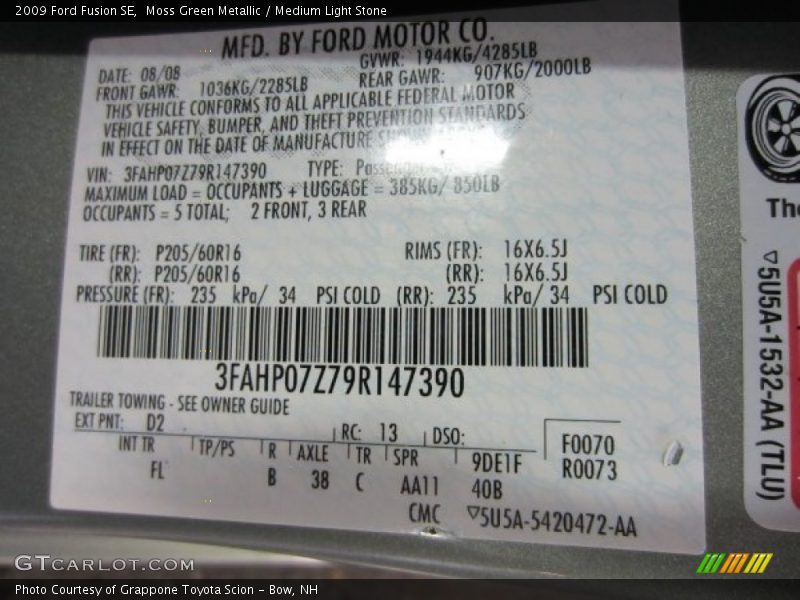 2009 Ford Fusion SE,  Moss Green Metallic / Medium Light Stone
MFD. BY FORD MOTOR CO.
DATE: 08/08 GVWR: 1944KG/4285LB
FRONT GAWR: 1036KG/2285LB REAR GAWR: 907KG/2000LB
THIS VEHICLE CONFORMS TO ALL APPLICABLE FEDERAL MOTOR
VEHICLE SAFETY, BUMPER, AND THEFT PREVENTION STANDARDS
IN EFFECT ON THE DATE OF MANUFACTURE
VIN: 3FAHP07Z79R147390 TYPE:
MAXIMUM LOAD = OCCUPANTS + LUGGAGE = 385KG/ 850LB
OCCUPANTS = 5 TOTAL; 2 FRONT, 3 REAR
TIRE (FR): P205/60R16 RIMS (FR): 16X6.5J
(RR): P205/60R16 (RR): 16X6.5J
PRESSURE (FR): 235 kPa/ 34 PSI COLD (RR): 235 kPa/ 34 PSI COLD
3FAHP07Z79R147390
TRAILER TOWING - SEE OWNER GUIDE
EXT PNT: D2 RC: 13 DSO:
INT TR TP/PS R AXLE TR SPR 9DE1F F0070
FL B 38 C AA11 40B R0073
CMC ▽5U5A-5420472-AA
The
▽5U5A-1532-AA (TLU)
GTCARLOT.COM
Photo Courtesy of Grappone Toyota Scion – Bow, NH